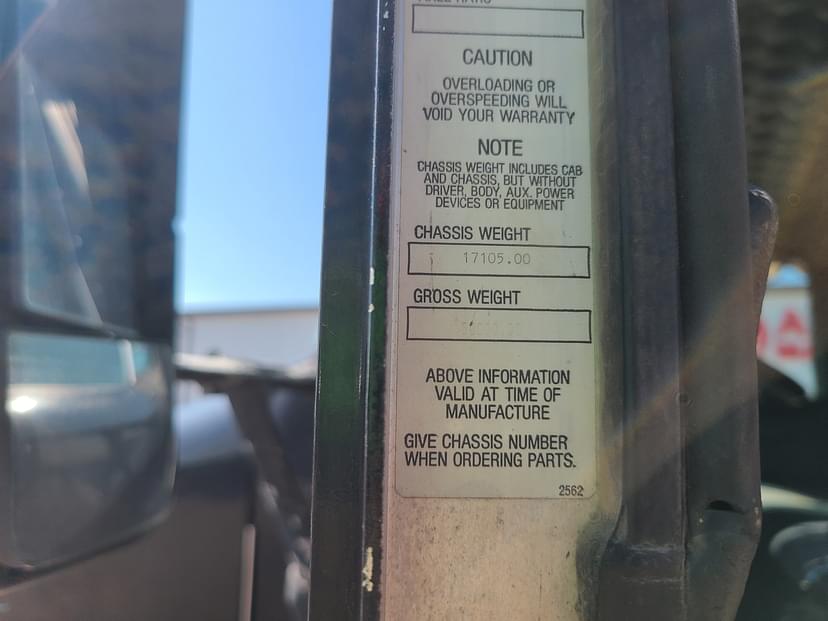 CAUTION
OVERLOADING OR
OVERSPEEDING WILL
VOID YOUR WARRANTY
NOTE
CHASSIS WEIGHT INCLUDES CAB
AND CHASSIS, BUT WITHOUT
DRIVER, BODY, AUX. POWER
DEVICES OR EQUIPMENT
CHASSIS WEIGHT
17105.00
GROSS WEIGHT
ABOVE INFORMATION
VALID AT TIME OF
MANUFACTURE
GIVE CHASSIS NUMBER
WHEN ORDERING PARTS.
2562